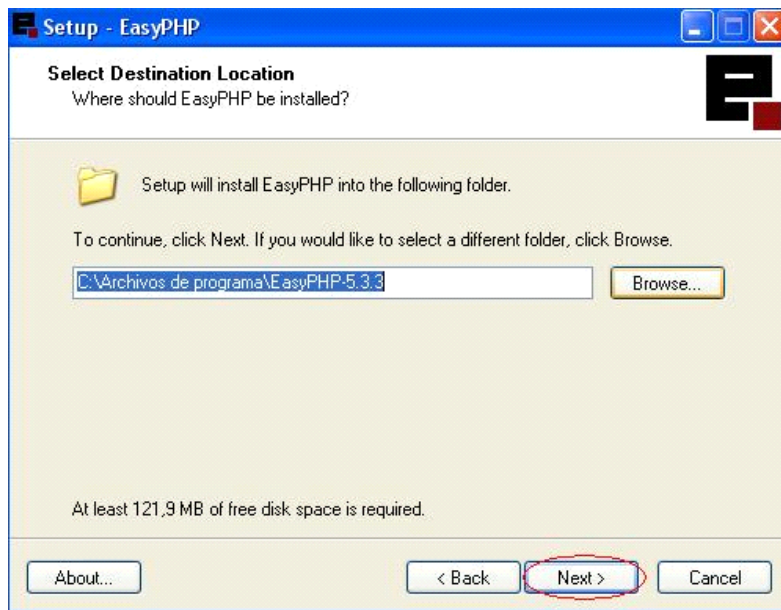 Setup - EasyPHP
Select Destination Location
Where should EasyPHP be installed?
Setup will install EasyPHP into the following folder.
To continue, click Next. If you would like to select a different folder, click Browse.
C:\Archivos de programa\EasyPHP-5.3.3
Browse...
At least 121,9 MB of free disk space is required.
About...
< Back
Next >
Cancel